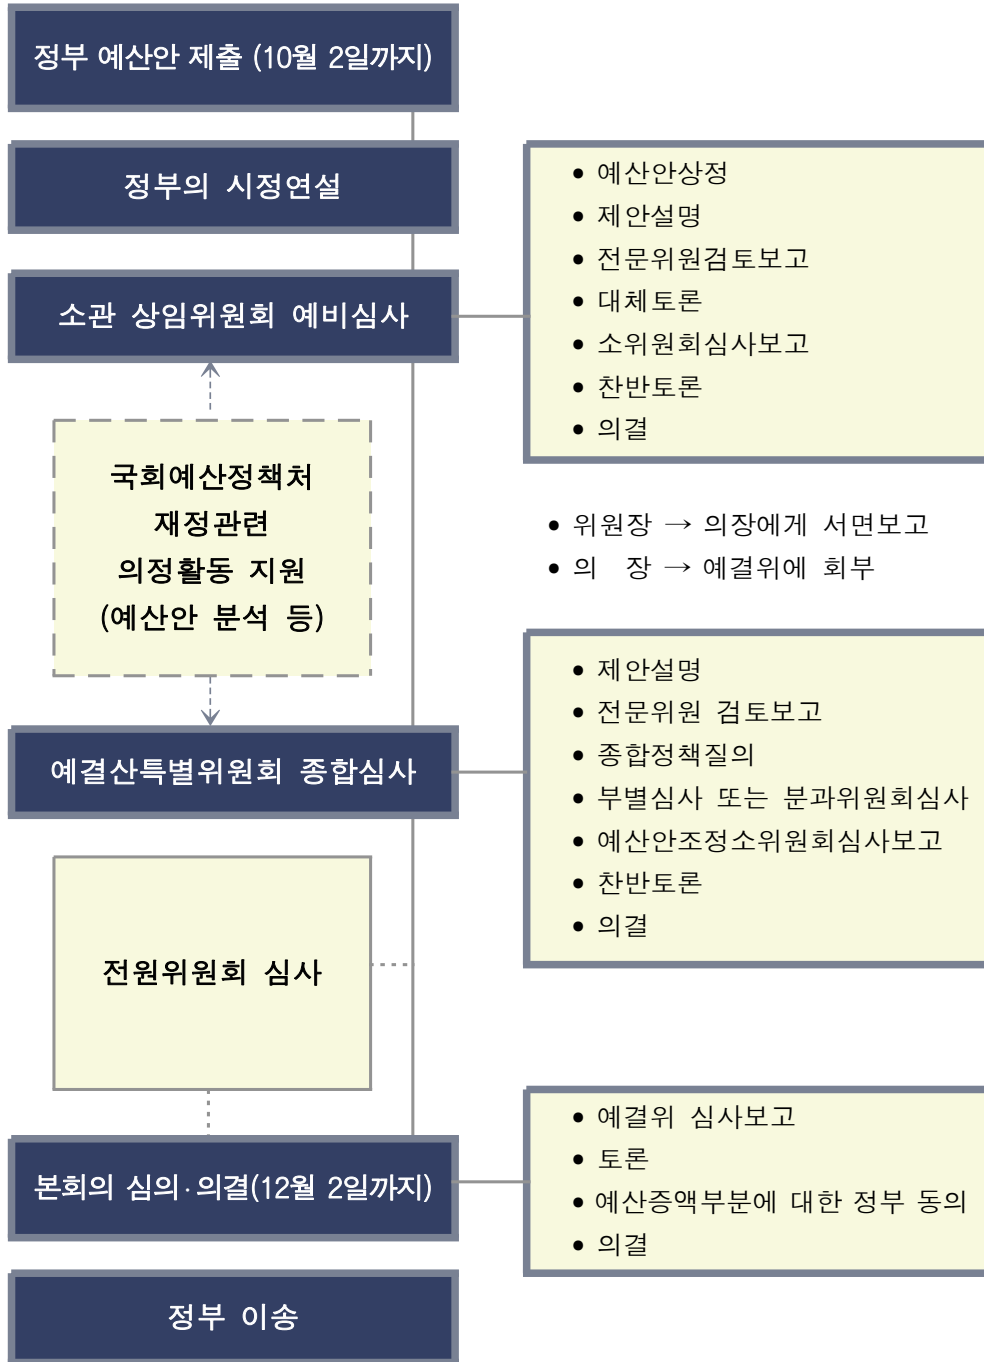 정부 예산안 제출 (10월 2일까지)
정부의 시정연설
소관 상임위원회 예비심사
• 예산안상정
• 제안설명
• 전문위원검토보고
• 대체토론
• 소위원회심사보고
• 찬반토론
• 의결
국회예산정책처
재정관련
의정활동 지원
(예산안 분석 등)
• 위원장 → 의장에게 서면보고
• 의 장 → 예결위에 회부
예결산특별위원회 종합심사
• 제안설명
• 전문위원 검토보고
• 종합정책질의
• 부별심사 또는 분과위원회심사
• 예산안조정소위원회심사보고
• 찬반토론
• 의결
전원위원회 심사
본회의 심의·의결(12월 2일까지)
• 예결위 심사보고
• 토론
• 예산증액부분에 대한 정부 동의
• 의결
정부 이송